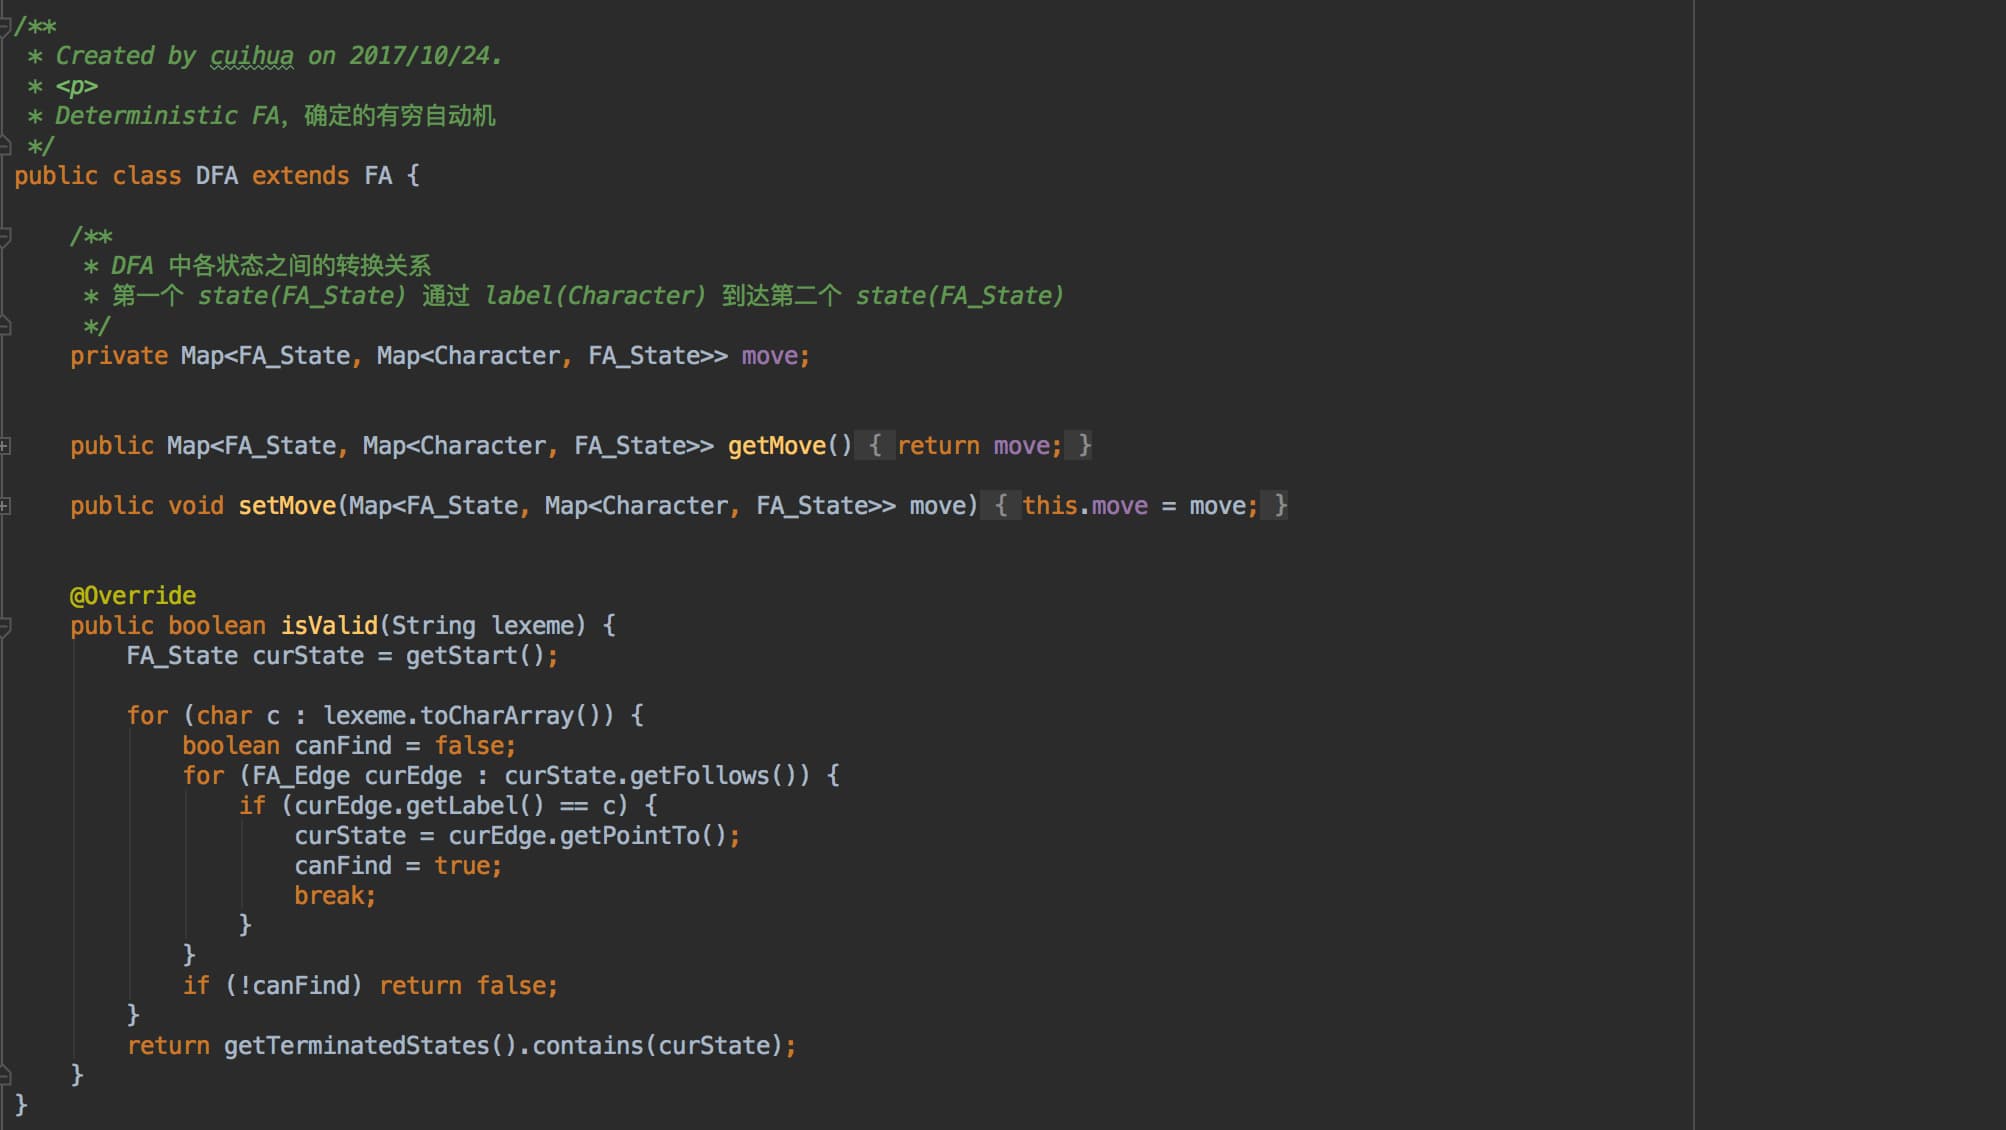 /**
 * Created by cuihua on 2017/10/24.
 * <p>
 * Deterministic FA，确定的有穷自动机
 */
public class DFA extends FA {
    /**
     * DFA 中各状态之间的转换关系
     * 第一个 state(FA_State) 通过 label(Character) 到达第二个 state(FA_State)
     */
    private Map<FA_State, Map<Character, FA_State>> move;
    public Map<FA_State, Map<Character, FA_State>> getMove() { return move; }
    public void setMove(Map<FA_State, Map<Character, FA_State>> move) { this.move = move; }
    @Override
    public boolean isValid(String lexeme) {
        FA_State curState = getStart();
        for (char c : lexeme.toCharArray()) {
            boolean canFind = false;
            for (FA_Edge curEdge : curState.getFollows()) {
                if (curEdge.getLabel() == c) {
                    curState = curEdge.getPointTo();
                    canFind = true;
                    break;
                }
            }
            if (!canFind) return false;
        }
        return getTerminatedStates().contains(curState);
    }
}